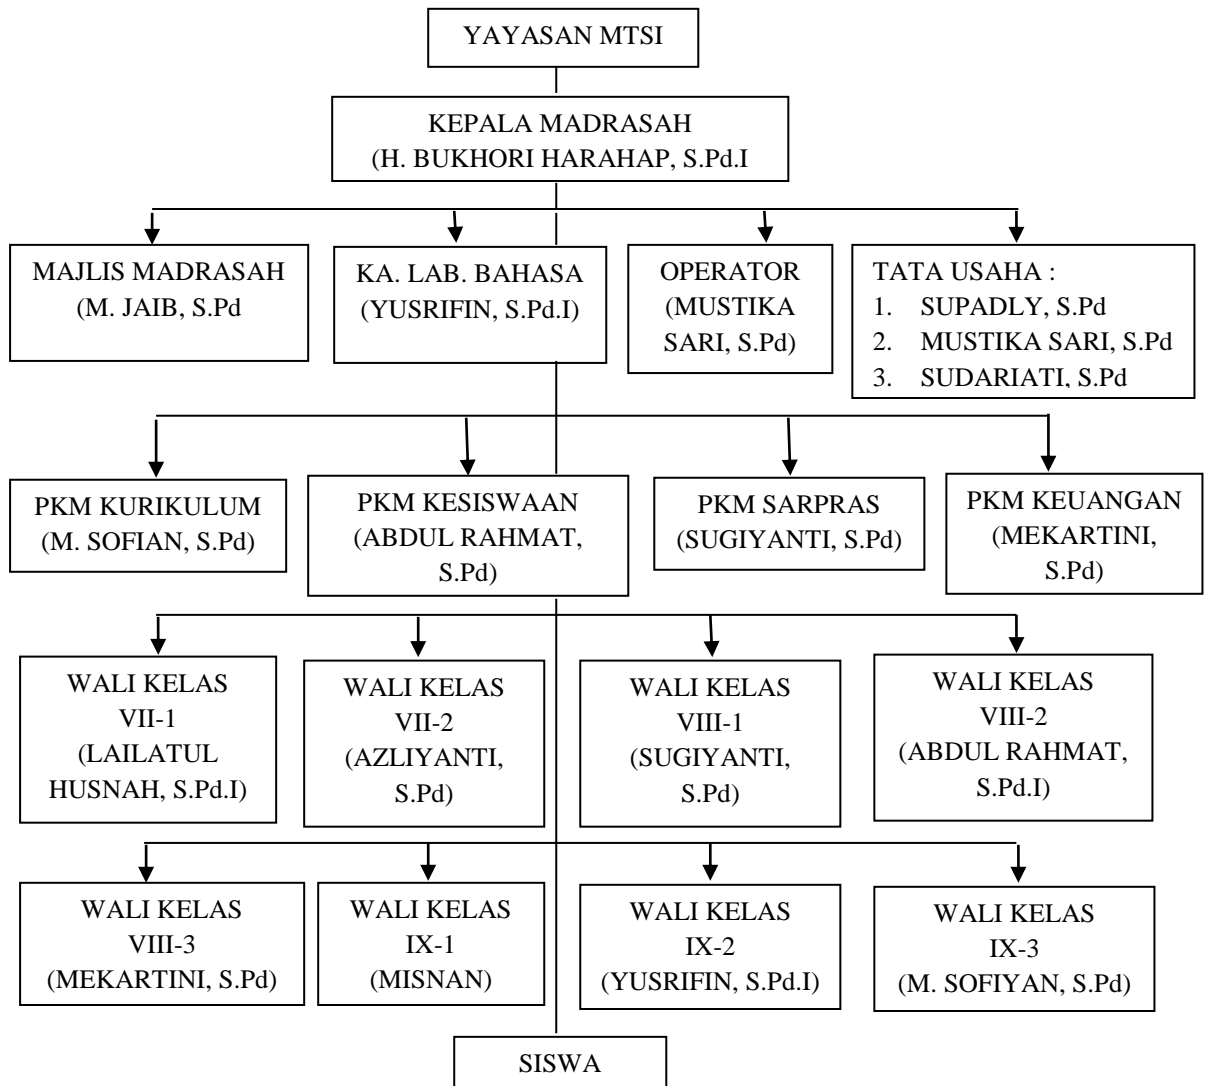 YAYASAN MTSI
KEPALA MADRASAH
(H. BUKHORI HARAHAP, S.Pd.I
MAJLIS MADRASAH
(M. JAIB, S.Pd
KA. LAB. BAHASA
(YUSRIFIN, S.Pd.I)
OPERATOR
(MUSTIKA
SARI, S.Pd)
TATA USAHA :
1. SUPADLY, S.Pd
2. MUSTIKA SARI, S.Pd
3. SUDARIATI, S.Pd
PKM KURIKULUM
(M. SOFIAN, S.Pd)
PKM KESISWAAN
(ABDUL RAHMAT,
S.Pd)
PKM SARPRAS
(SUGIYANTI, S.Pd)
PKM KEUANGAN
(MEKARTINI,
S.Pd)
WALI KELAS
VII-1
(LAILATUL
HUSNAH, S.Pd.I)
WALI KELAS
VII-2
(AZLIYANTI,
S.Pd)
WALI KELAS
VIII-1
(SUGIYANTI,
S.Pd)
WALI KELAS
VIII-2
(ABDUL RAHMAT,
S.Pd.I)
WALI KELAS
VIII-3
(MEKARTINI, S.Pd)
WALI KELAS
IX-1
(MISNAN)
WALI KELAS
IX-2
(YUSRIFIN, S.Pd.I)
WALI KELAS
IX-3
(M. SOFIYAN, S.Pd)
SISWA